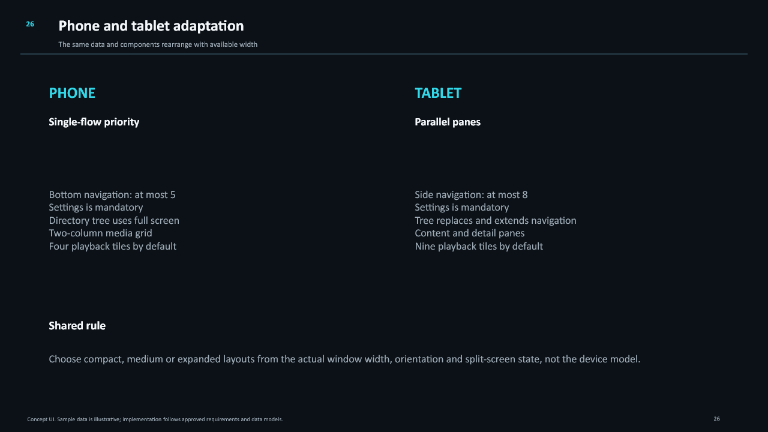 26
Phone and tablet adaptation
The same data and components rearrange with available width
PHONE
Single-flow priority
Bottom navigation: at most 5
Settings is mandatory
Directory tree uses full screen
Two-column media grid
Four playback tiles by default
TABLET
Parallel panes
Side navigation: at most 8
Settings is mandatory
Tree replaces and extends navigation
Content and detail panes
Nine playback tiles by default
Shared rule
Choose compact, medium or expanded layouts from the actual window width, orientation and split-screen state, not the device model.
Concept UI. Sample data is illustrative; implementation follows approved requirements and data models.
26